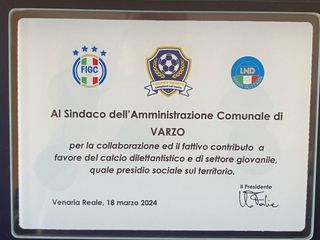 FIGC
LND
Al Sindaco dell'Amministrazione Comunale di
VARZO
per la collaborazione ed il fattivo contributo a
favore del calcio dilettantistico e di settore giovanile,
quale presidio sociale sul territorio.
Il Presidente
Venaria Reale, 18 marzo 2024